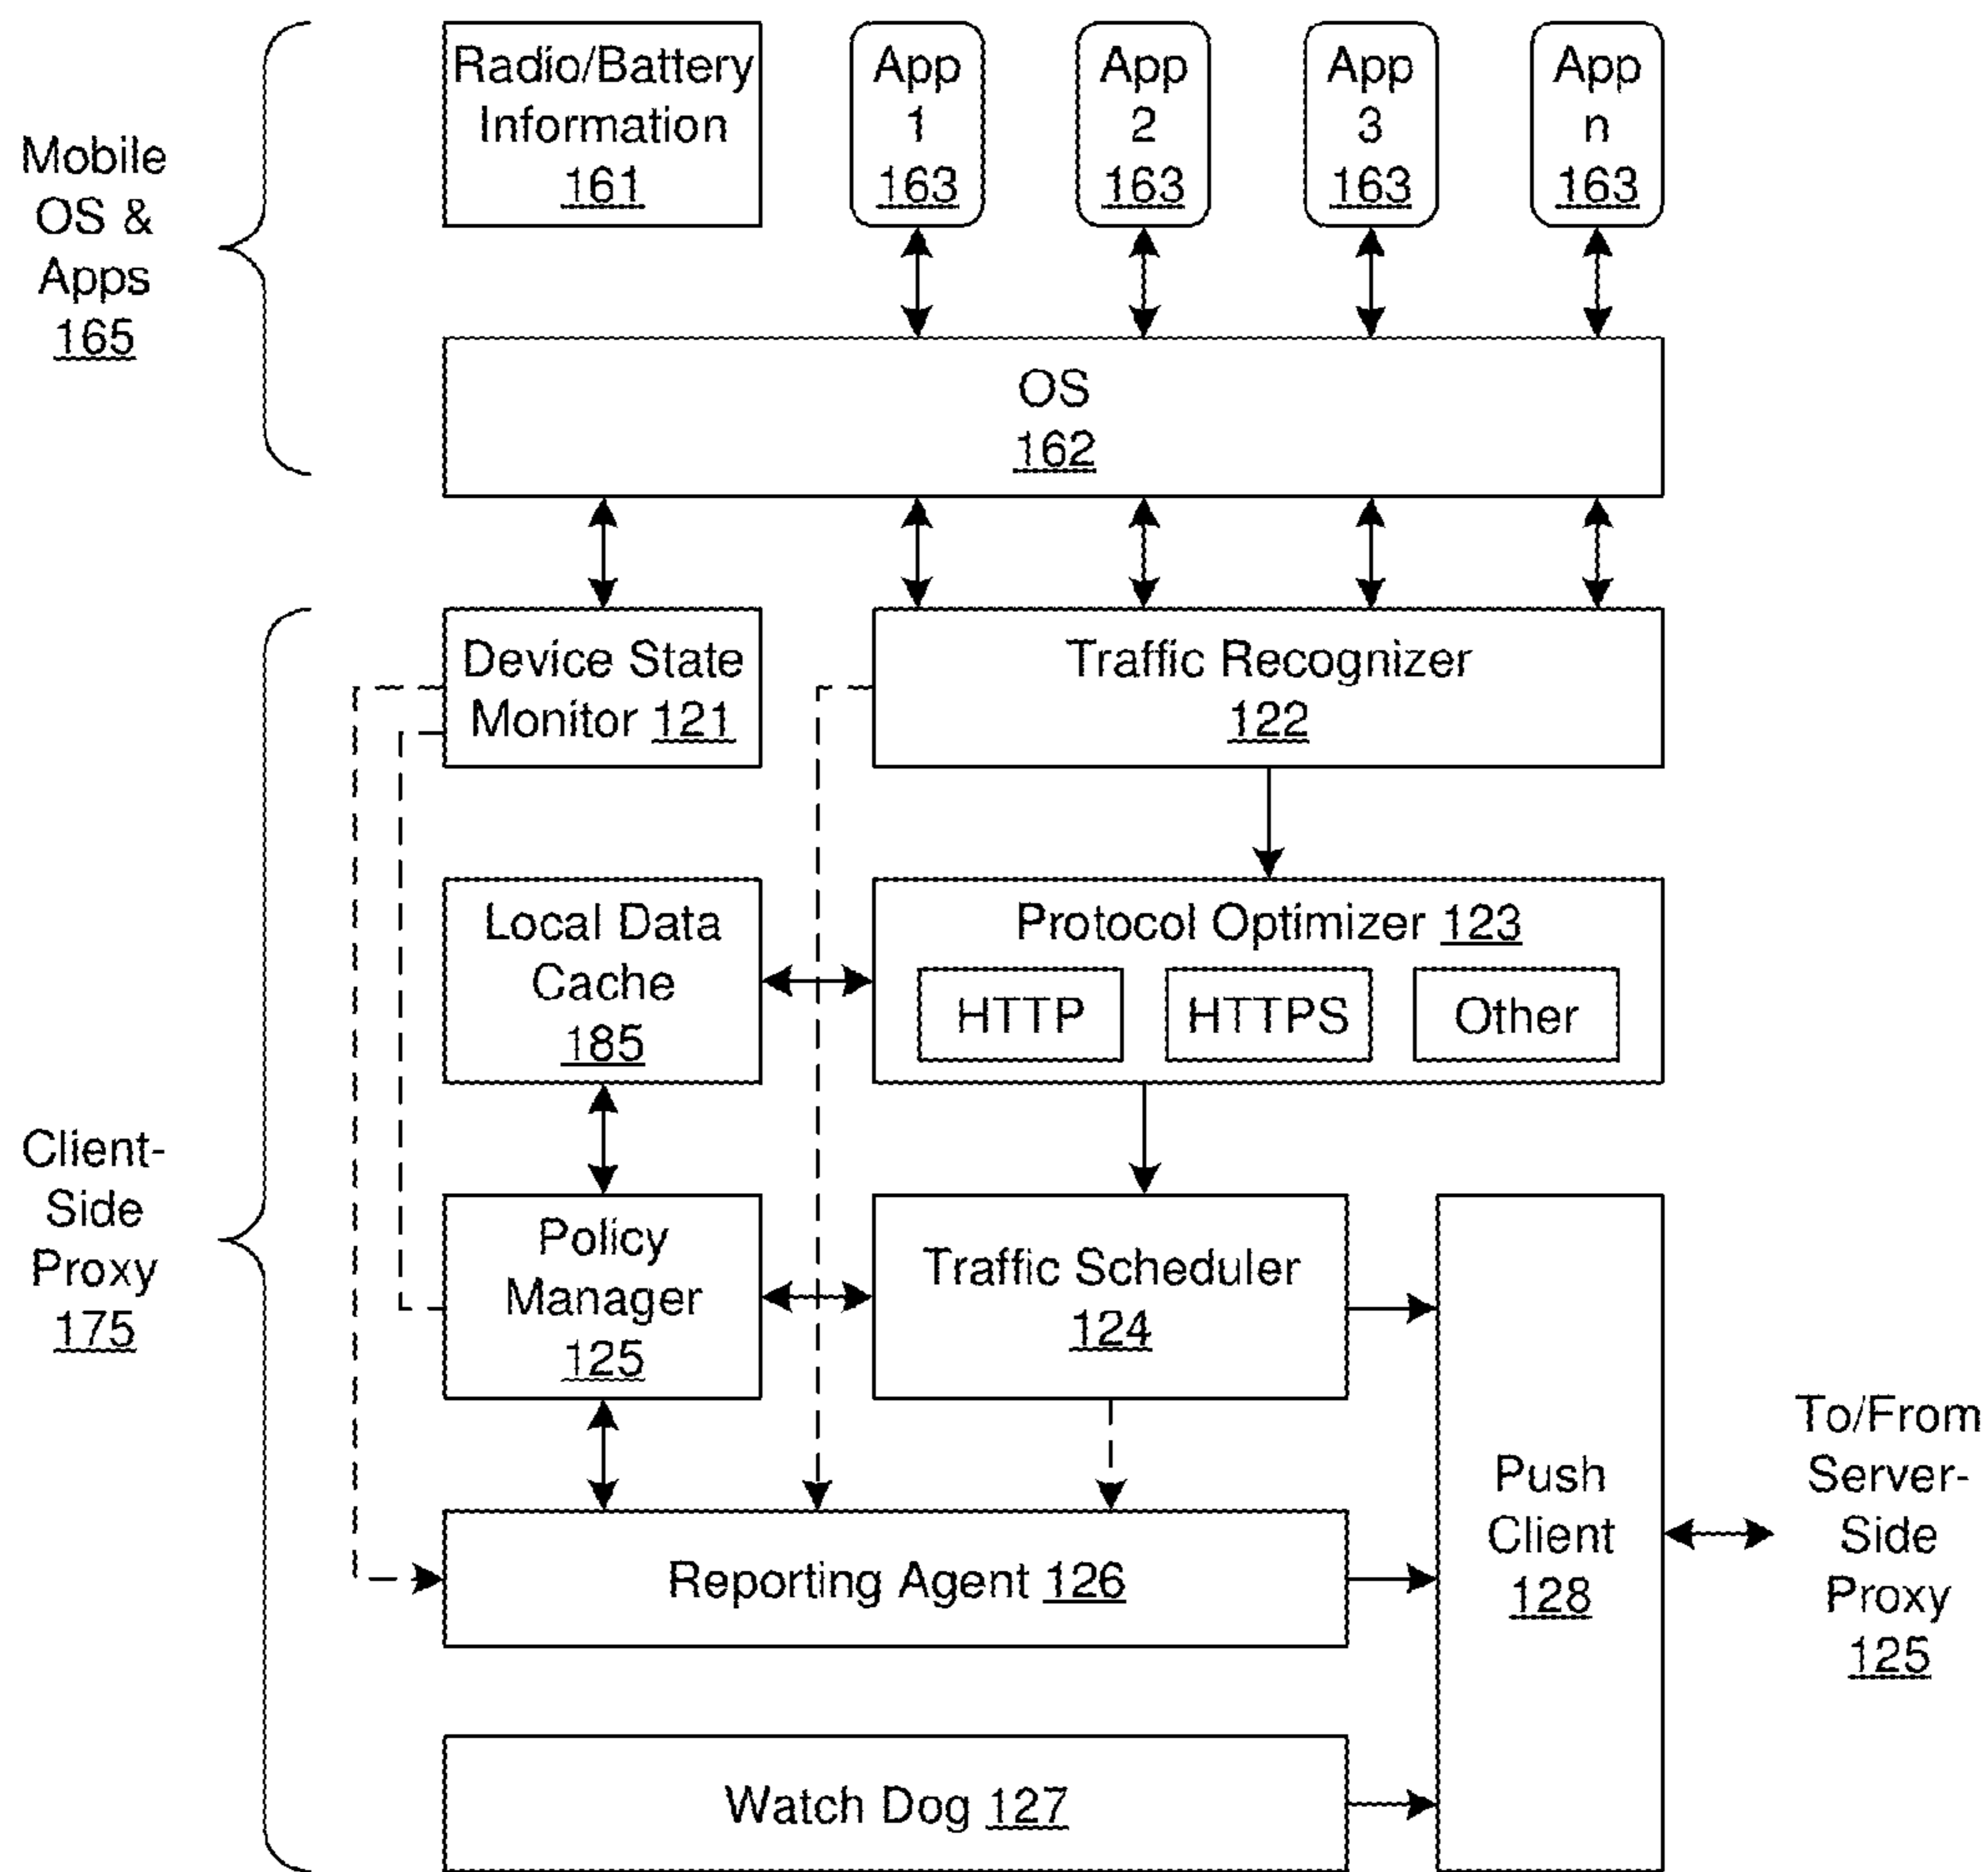 Mobile
OS &
Apps
165
Radio/Battery
Information
161
App
1
163
App
2
163
App
3
163
App
n
163
OS
162
Client-
Side
Proxy
175
Device State
Monitor 121
Traffic Recognizer
122
Local Data
Cache
185
Protocol Optimizer 123
HTTP
HTTPS
Other
Policy
Manager
125
Traffic Scheduler
124
Reporting Agent 126
Watch Dog 127
Push
Client
128
To/From
Server-
Side
Proxy
125